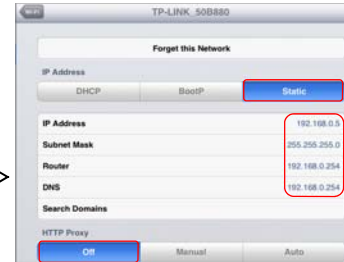 Wi-Fi
TP-LINK_50B880
Forget this Network
IP Address
DHCP BootP Static
IP Address 192.168.0.5
Subnet Mask 255.255.255.0
Router 192.168.0.254
DNS 192.168.0.254
Search Domains
HTTP Proxy
Off Manual Auto